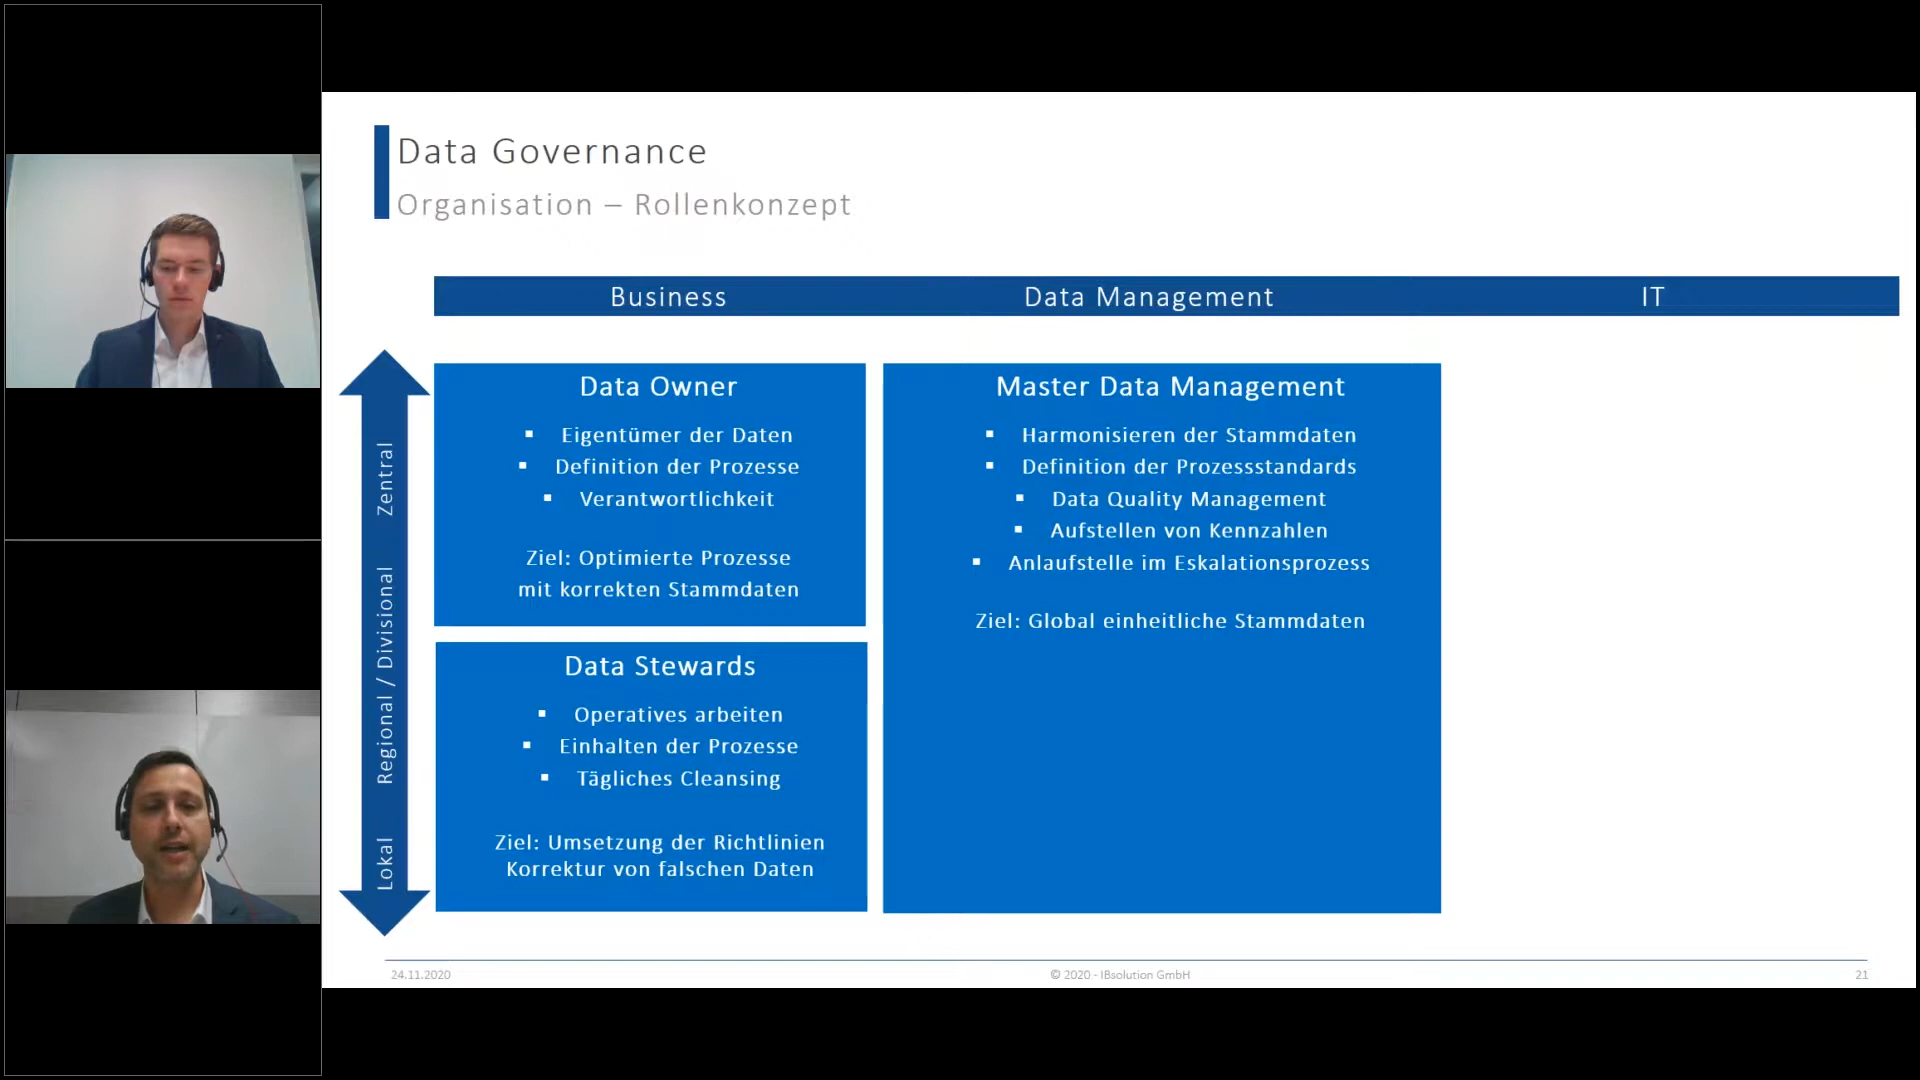 Data Governance
Organisation – Rollenkonzept
Business
Data Management
IT
Zentral
Regional / Divisional
Lokal
Data Owner
▪ Eigentümer der Daten
▪ Definition der Prozesse
▪ Verantwortlichkeit
Ziel: Optimierte Prozesse
mit korrekten Stammdaten
Data Stewards
▪ Operatives arbeiten
▪ Einhalten der Prozesse
▪ Tägliches Cleansing
Ziel: Umsetzung der Richtlinien
Korrektur von falschen Daten
Master Data Management
▪ Harmonisieren der Stammdaten
▪ Definition der Prozessstandards
▪ Data Quality Management
▪ Aufstellen von Kennzahlen
▪ Anlaufstelle im Eskalationsprozess
Ziel: Global einheitliche Stammdaten
24.11.2020
© 2020 - IBsolution GmbH
21